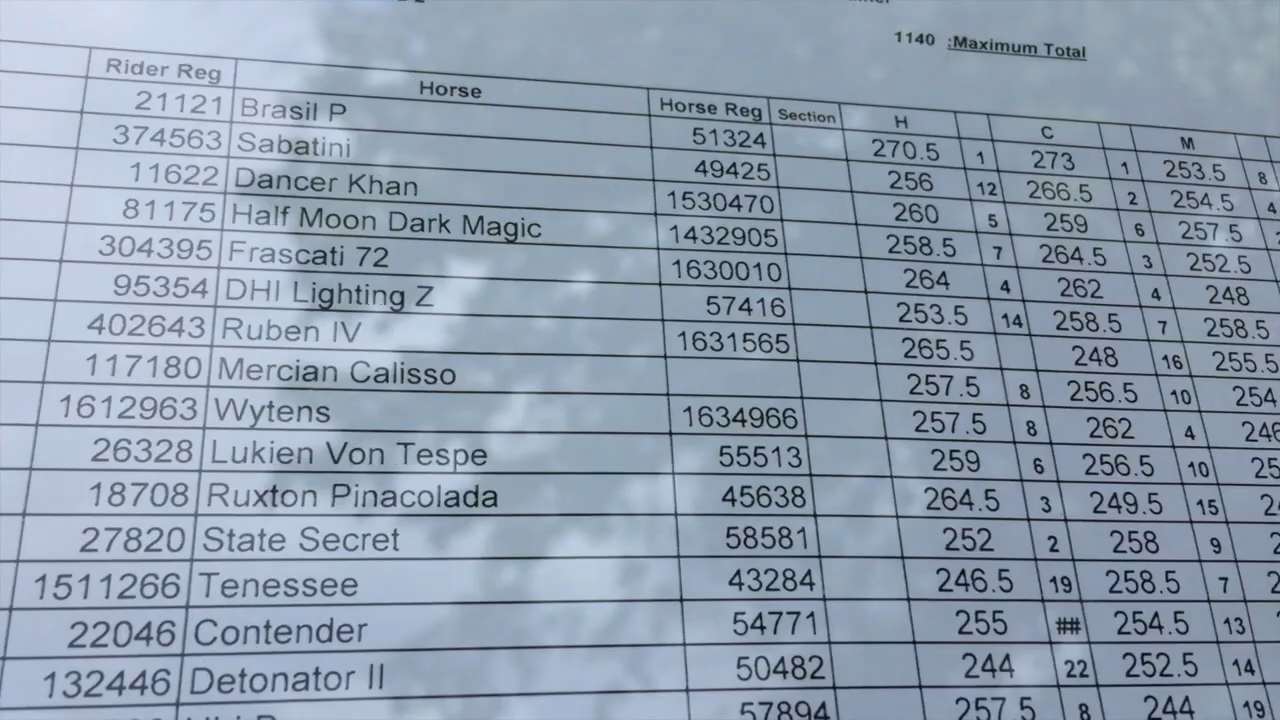 1140 :Maximum Total
Rider Reg Horse Horse Reg Section H C M
21121 Brasil P 51324 270.5 1 273 1 253.5 8
374563 Sabatini 49425 256 12 266.5 2 254.5 4
11622 Dancer Khan 1530470 260 5 259 6 257.5
81175 Half Moon Dark Magic 1432905 258.5 7 264.5 3 252.5
304395 Frascati 72 1630010 264 4 262 4 248
95354 DHI Lighting Z 57416 253.5 14 258.5 7 258.5
402643 Ruben IV 1631565 265.5 248 16 255.5
117180 Mercian Calisso 257.5 8 256.5 10 254
1612963 Wytens 1634966 257.5 8 262 4 246
26328 Lukien Von Tespe 55513 259 6 256.5 10 25
18708 Ruxton Pinacolada 45638 264.5 3 249.5 15
27820 State Secret 58581 252 2 258 9
1511266 Tenessee 43284 246.5 19 258.5 7
22046 Contender 54771 255 ## 254.5 13
132446 Detonator II 50482 244 22 252.5 14
57894 257.5 8 244 19